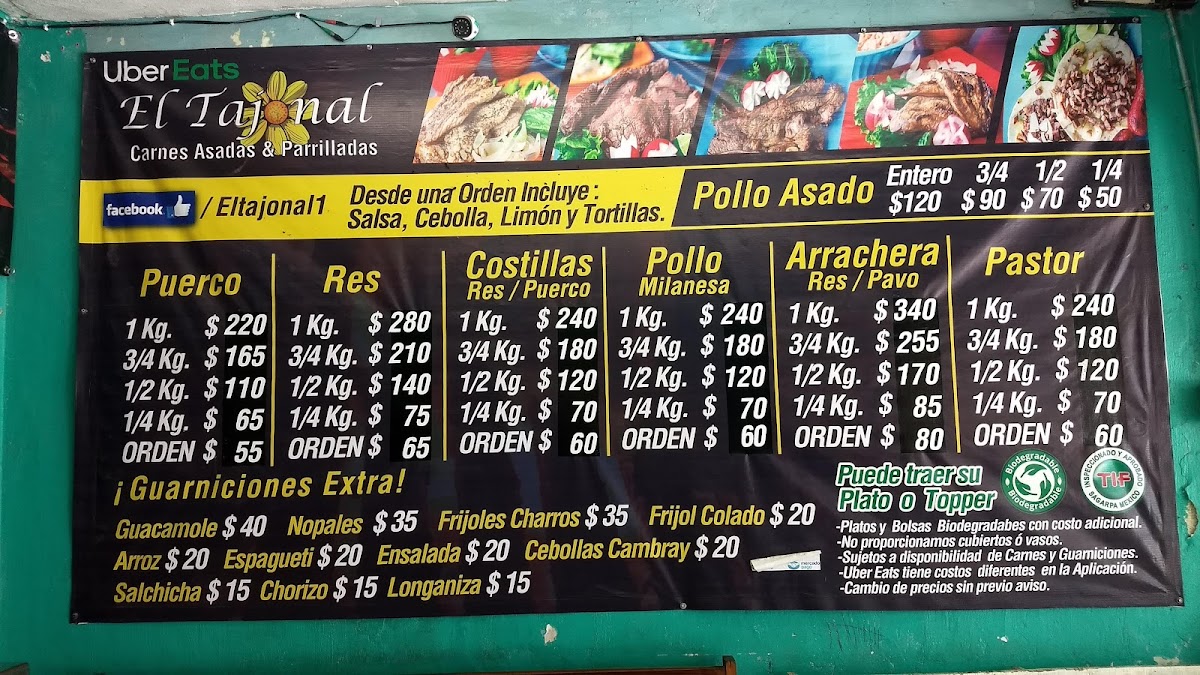 Uber Eats
El Tajonal
Carnes Asadas & Parrilladas
facebook / Eltajonal1
Desde una Orden Incluye :
Salsa, Cebolla, Limón y Tortillas.
Pollo Asado
Entero 3/4 1/2 1/4
$120 $90 $70 $50
Puerco
1 Kg. $ 220
3/4 Kg. $ 165
1/2 Kg. $ 110
1/4 Kg. $ 65
ORDEN $ 55
Res
1 Kg. $ 280
3/4 Kg. $ 210
1/2 Kg. $ 140
1/4 Kg. $ 75
ORDEN $ 65
Costillas
Res / Puerco
1 Kg. $ 240
3/4 Kg. $ 180
1/2 Kg. $ 120
1/4 Kg. $ 70
ORDEN $ 60
Pollo
Milanesa
1 Kg. $ 240
3/4 Kg. $ 180
1/2 Kg. $ 120
1/4 Kg. $ 70
ORDEN $ 60
Arrachera
Res / Pavo
1 Kg. $ 340
3/4 Kg. $ 255
1/2 Kg. $ 170
1/4 Kg. $ 85
ORDEN $ 80
Pastor
1 Kg. $ 240
3/4 Kg. $ 180
1/2 Kg. $ 120
1/4 Kg. $ 70
ORDEN $ 60
¡Guarniciones Extra!
Guacamole $ 40 Nopales $ 35 Frijoles Charros $ 35 Frijol Colado $ 20
Arroz $ 20 Espagueti $ 20 Ensalada $ 20 Cebollas Cambray $ 20
Salchicha $ 15 Chorizo $ 15 Longaniza $ 15
mercado pago
Puede traer su
Plato o Topper
Biodegradable
Biodegradable
INSPECCIONADO Y APROBADO
TIF
SAGARPA MÉXICO
-Platos y Bolsas Biodegradabes con costo adicional.
-No proporcionamos cubiertos ó vasos.
-Sujetos a disponibilidad de Carnes y Guarniciones.
-Uber Eats tiene costos diferentes en la Aplicación.
-Cambio de precios sin previo aviso.